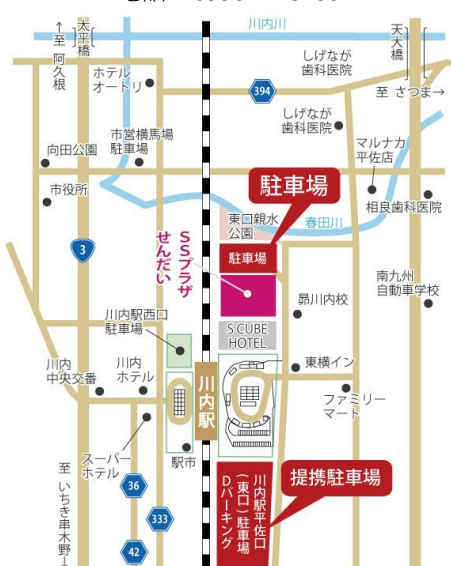 川内川
←至 阿久根
太平橋
天大橋
至 さつま→
しげなが
歯科医院
ホテル
オートリ
394
しげなが
歯科医院
市営横馬場
駐車場
向田公園
マルナカ
平佐店
市役所
駐車場
相良歯科医院
東口親水
公園
春田川
3
SSプラザ
せんだい
駐車場
南九州
自動車学校
昴川内校
川内駅西口
駐車場
S CUBE
HOTEL
川内
中央交番
川内
ホテル
川内駅
東横イン
ファミリー
マート
スーパー
ホテル
駅市
至 いちき串木野→
36
333
42
川内駅平佐口
(東口)駐車場
Dパーキング
提携駐車場